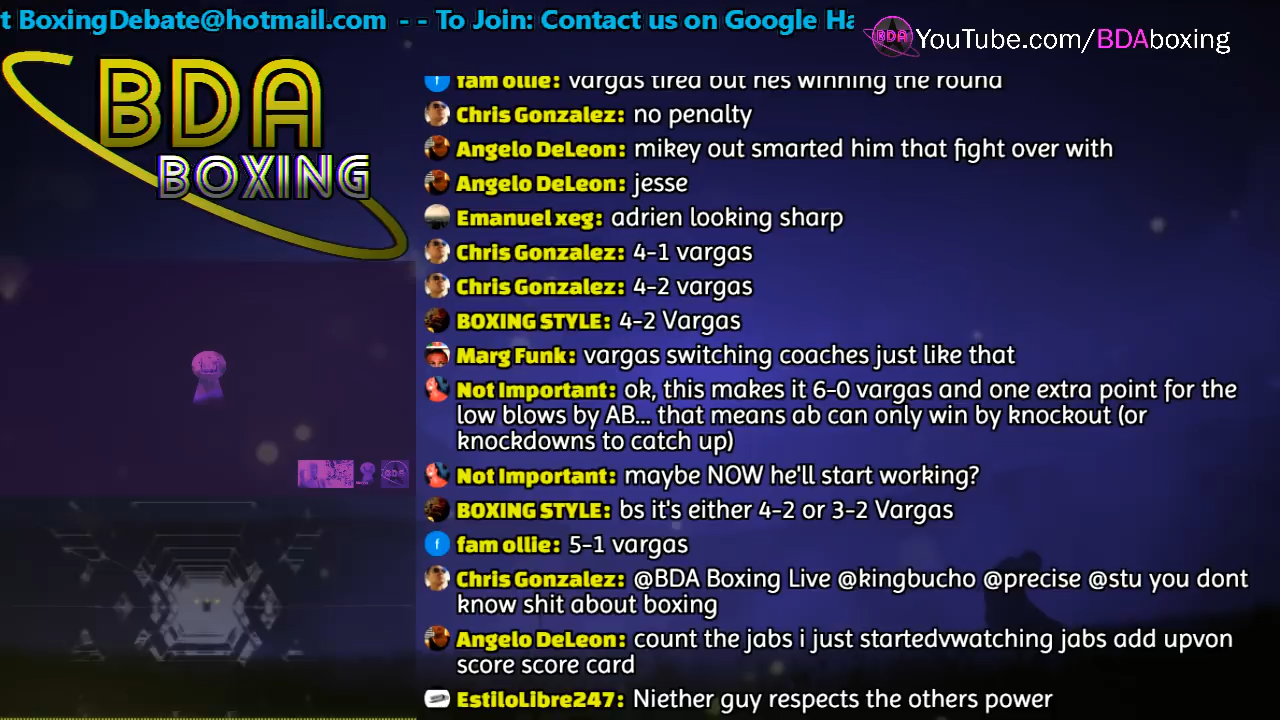 t BoxingDebate@hotmail.com - - To Join: Contact us on Google Ha
YouTube.com/BDAboxing
BDA
BOXING
fam ollie: vargas tired but hes winning the round
Chris Gonzalez: no penalty
Angelo DeLeon: mikey out smarted him that fight over with
Angelo DeLeon: jesse
Emanuel xeg: adrien looking sharp
Chris Gonzalez: 4-1 vargas
Chris Gonzalez: 4-2 vargas
BOXING STYLE: 4-2 Vargas
Marg Funk: vargas switching coaches just like that
Not Important: ok, this makes it 6-0 vargas and one extra point for the
low blows by AB... that means ab can only win by knockout (or
knockdowns to catch up)
Not Important: maybe NOW he'll start working?
BOXING STYLE: bs it's either 4-2 or 3-2 Vargas
fam ollie: 5-1 vargas
Chris Gonzalez: @BDA Boxing Live @kingbucho @precise @stu you dont
know shit about boxing
Angelo DeLeon: count the jabs i just startedvwatching jabs add upvon
score score card
EstiloLibre247: Niether guy respects the others power